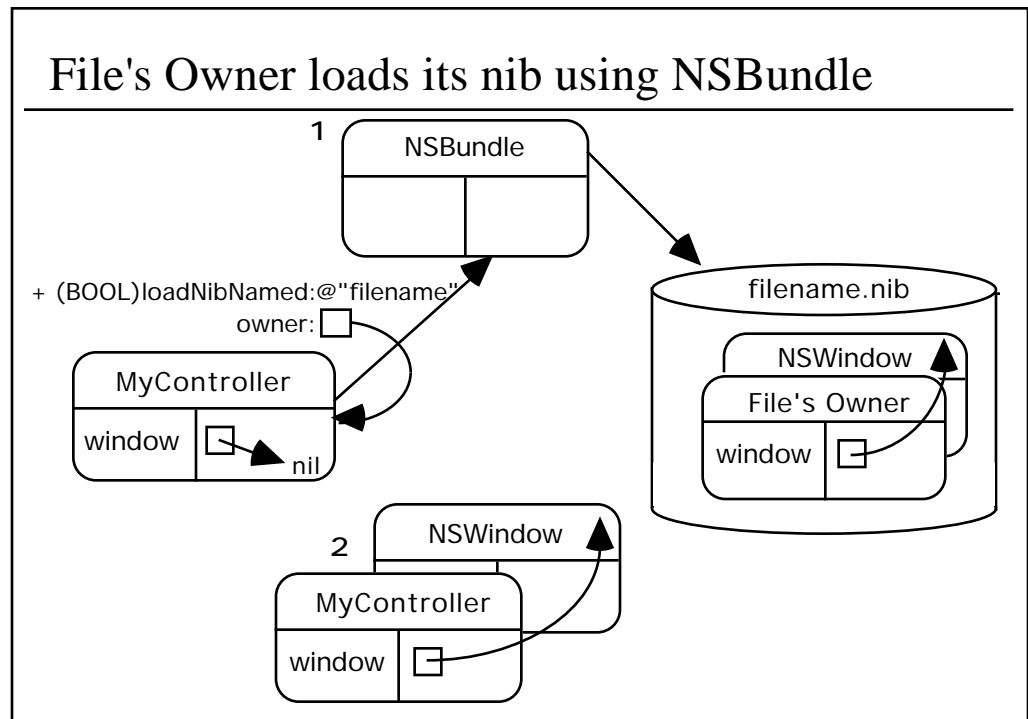 File's Owner loads its nib using NSBundle
1
NSBundle
+ (BOOL)loadNibNamed:@"filename"
owner:
MyController
window
nil
filename.nib
NSWindow
File's Owner
window
2
NSWindow
MyController
window